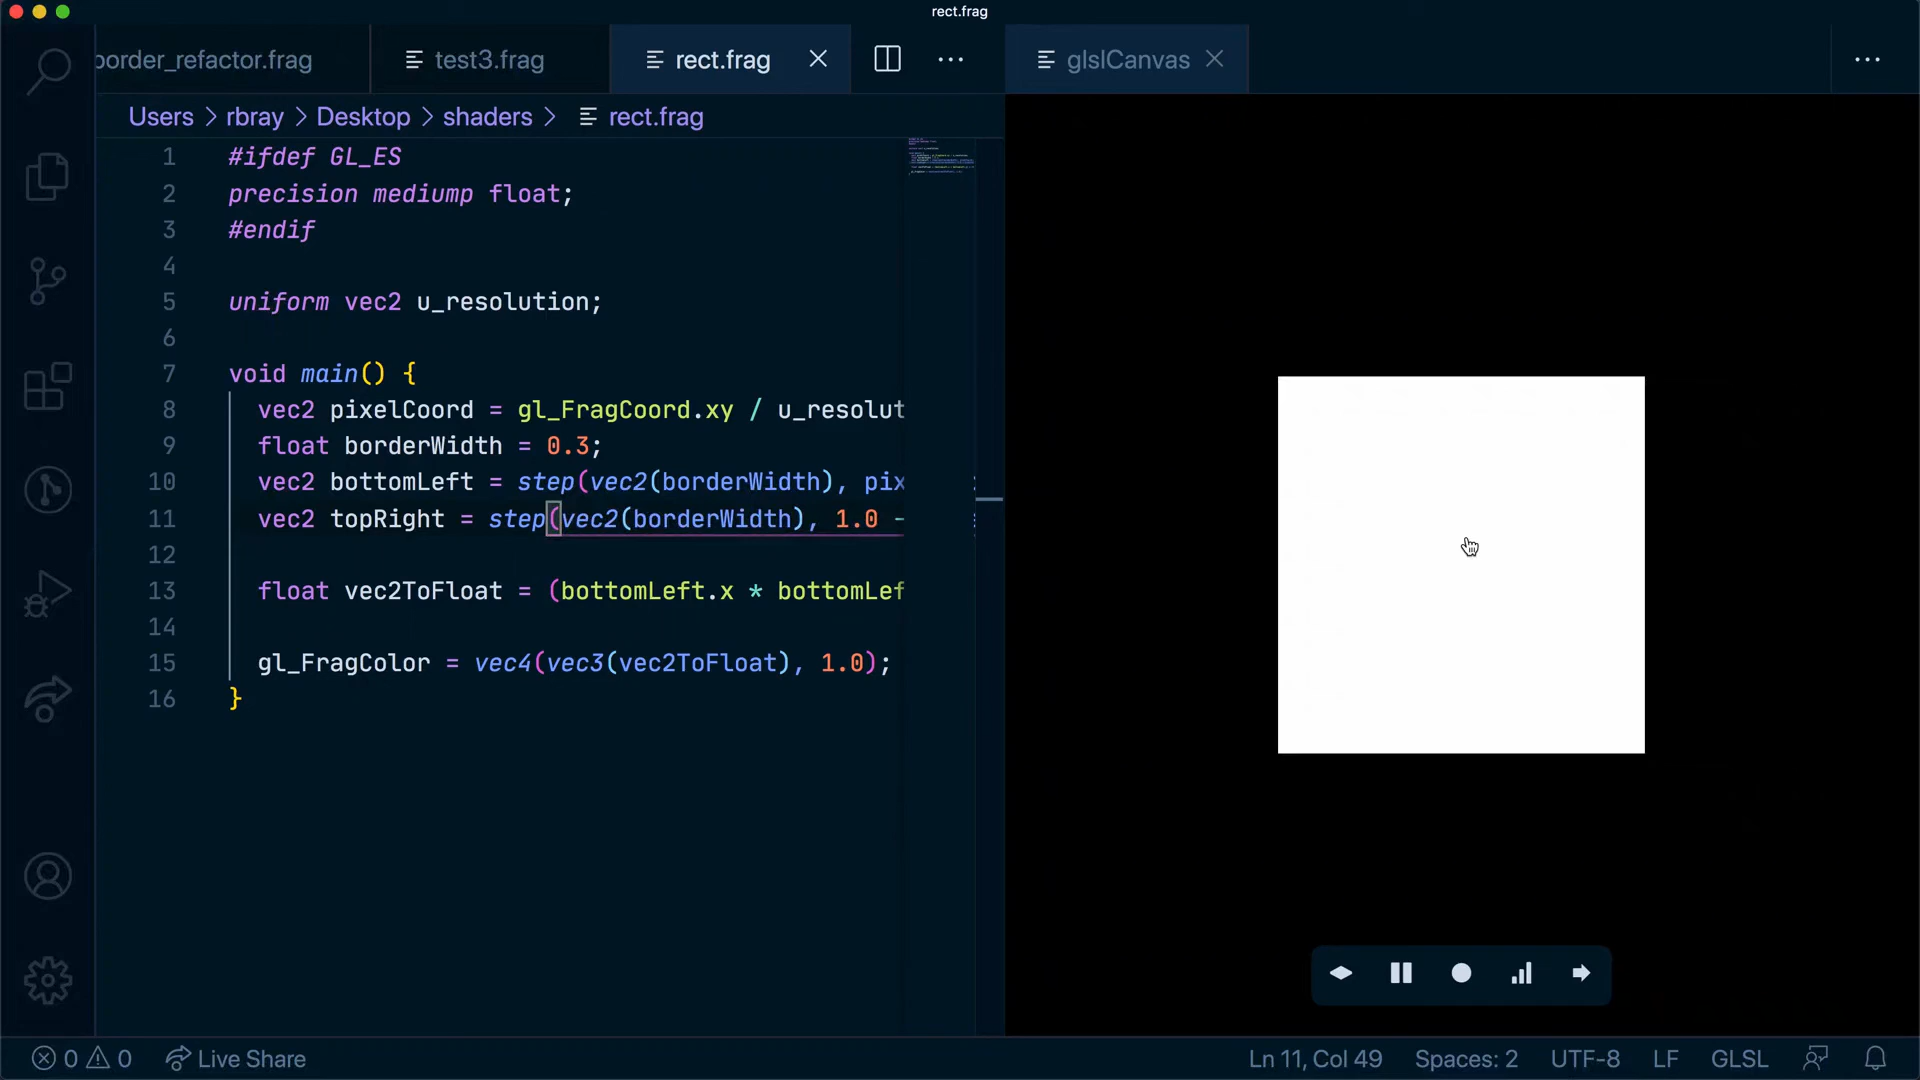 rect.frag
border_refactor.frag
test3.frag
rect.frag
glslCanvas
Users > rbray > Desktop > shaders > rect.frag
1 #ifdef GL_ES
2 precision mediump float;
3 #endif
4
5 uniform vec2 u_resolution;
6
7 void main() {
8 vec2 pixelCoord = gl_FragCoord.xy / u_resolut
9 float borderWidth = 0.3;
10 vec2 bottomLeft = step(vec2(borderWidth), pix
11 vec2 topRight = step(vec2(borderWidth), 1.0 -
12
13 float vec2ToFloat = (bottomLeft.x * bottomLef
14
15 gl_FragColor = vec4(vec3(vec2ToFloat), 1.0);
16 }
0 0 Live Share
Ln 11, Col 49 Spaces: 2 UTF-8 LF GLSL